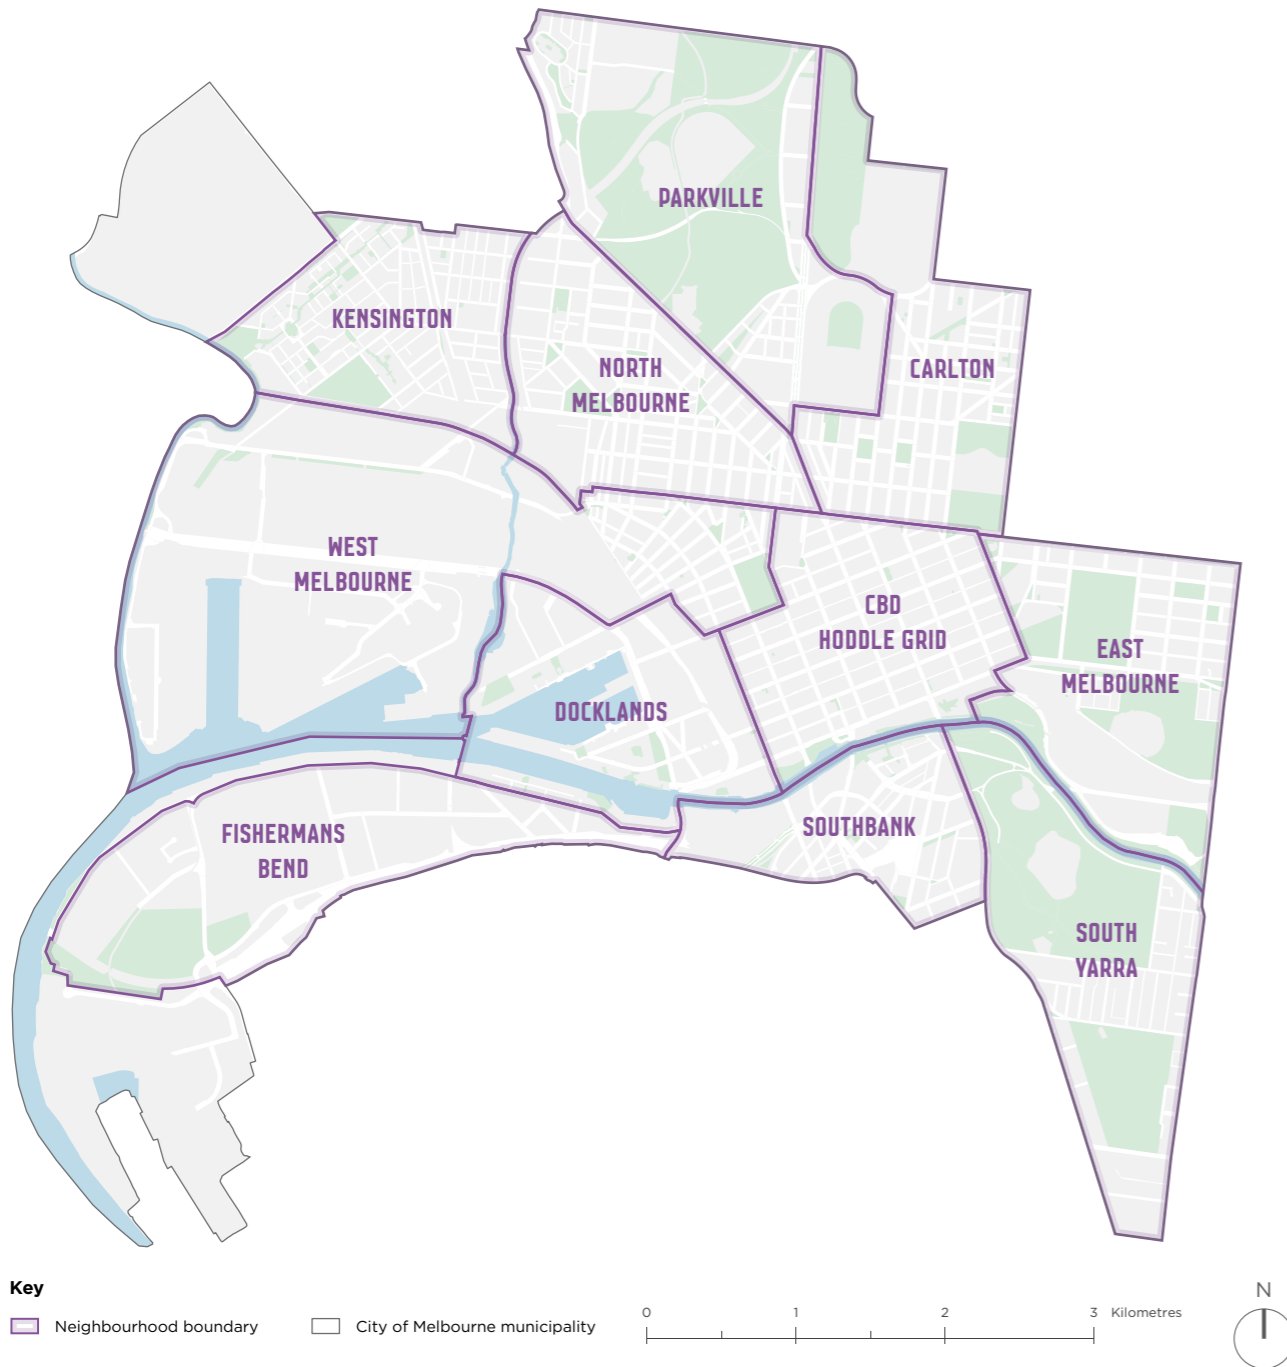 PARKVILLE
KENSINGTON
NORTH
MELBOURNE
CARLTON
WEST
MELBOURNE
CBD
HODDLE GRID
EAST
MELBOURNE
DOCKLANDS
FISHERMANS
BEND
SOUTHBANK
SOUTH
YARRA
Key
Neighbourhood boundary
City of Melbourne municipality
0 1 2 3 Kilometres
N